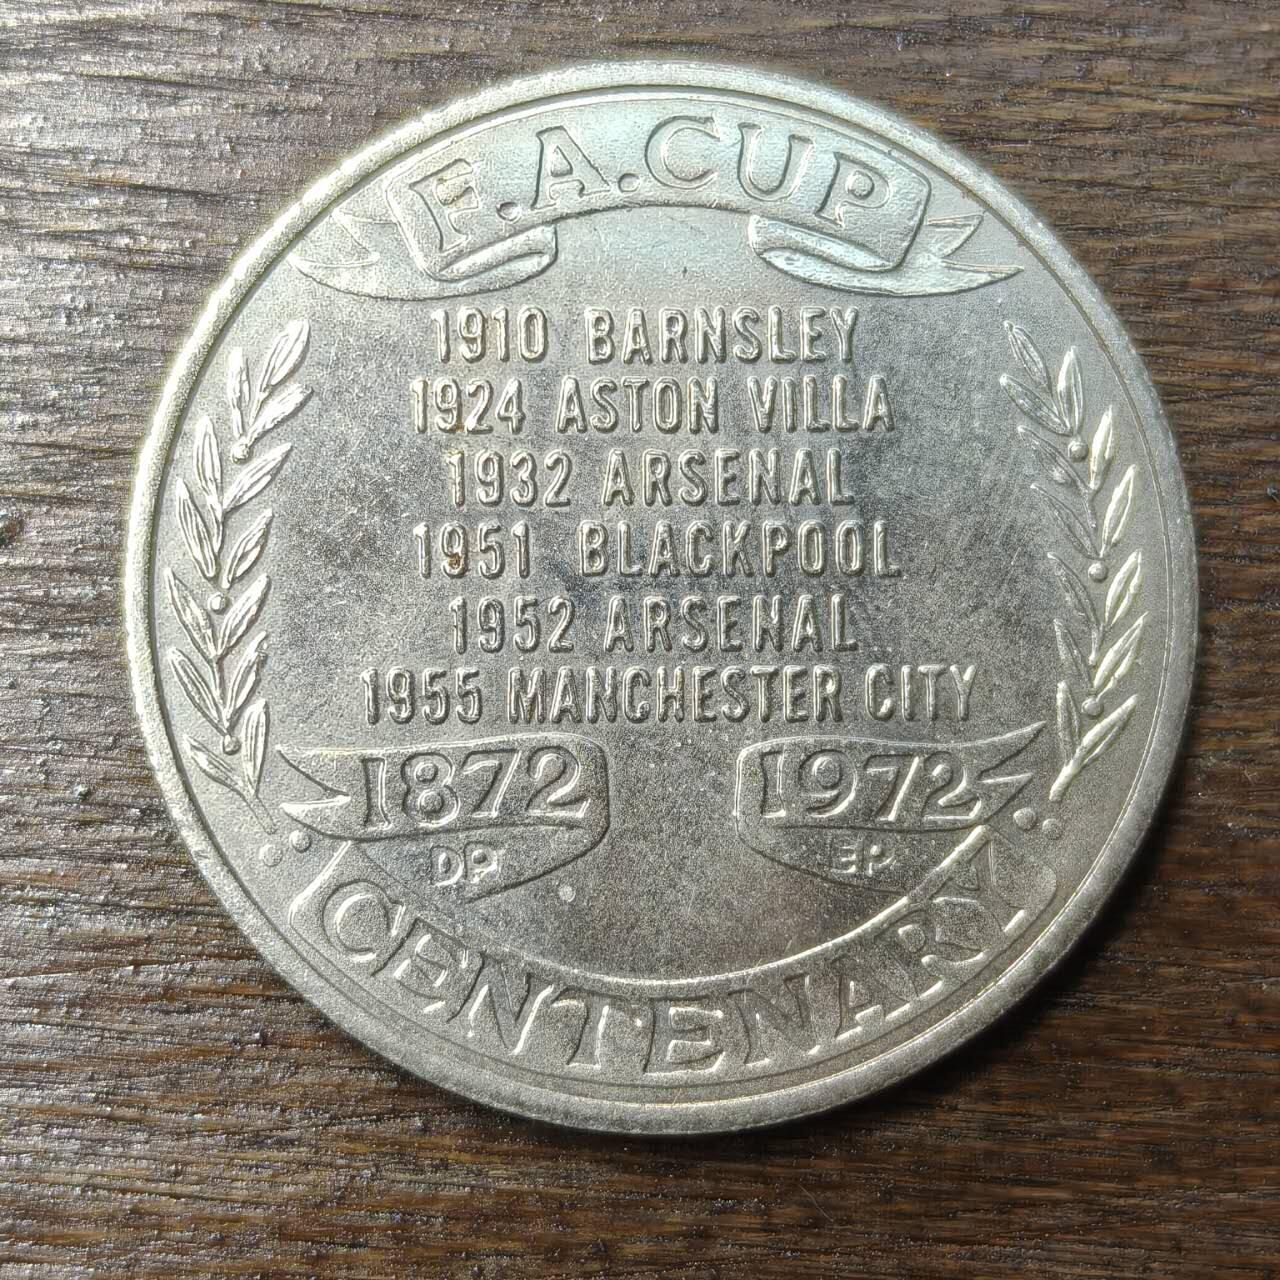 F.A.CUP
1910 BARNSLEY
1924 ASTON VILLA
1932 ARSENAL
1951 BLACKPOOL
1952 ARSENAL
1955 MANCHESTER CITY
1872 1972
DP EP
CENTENARY